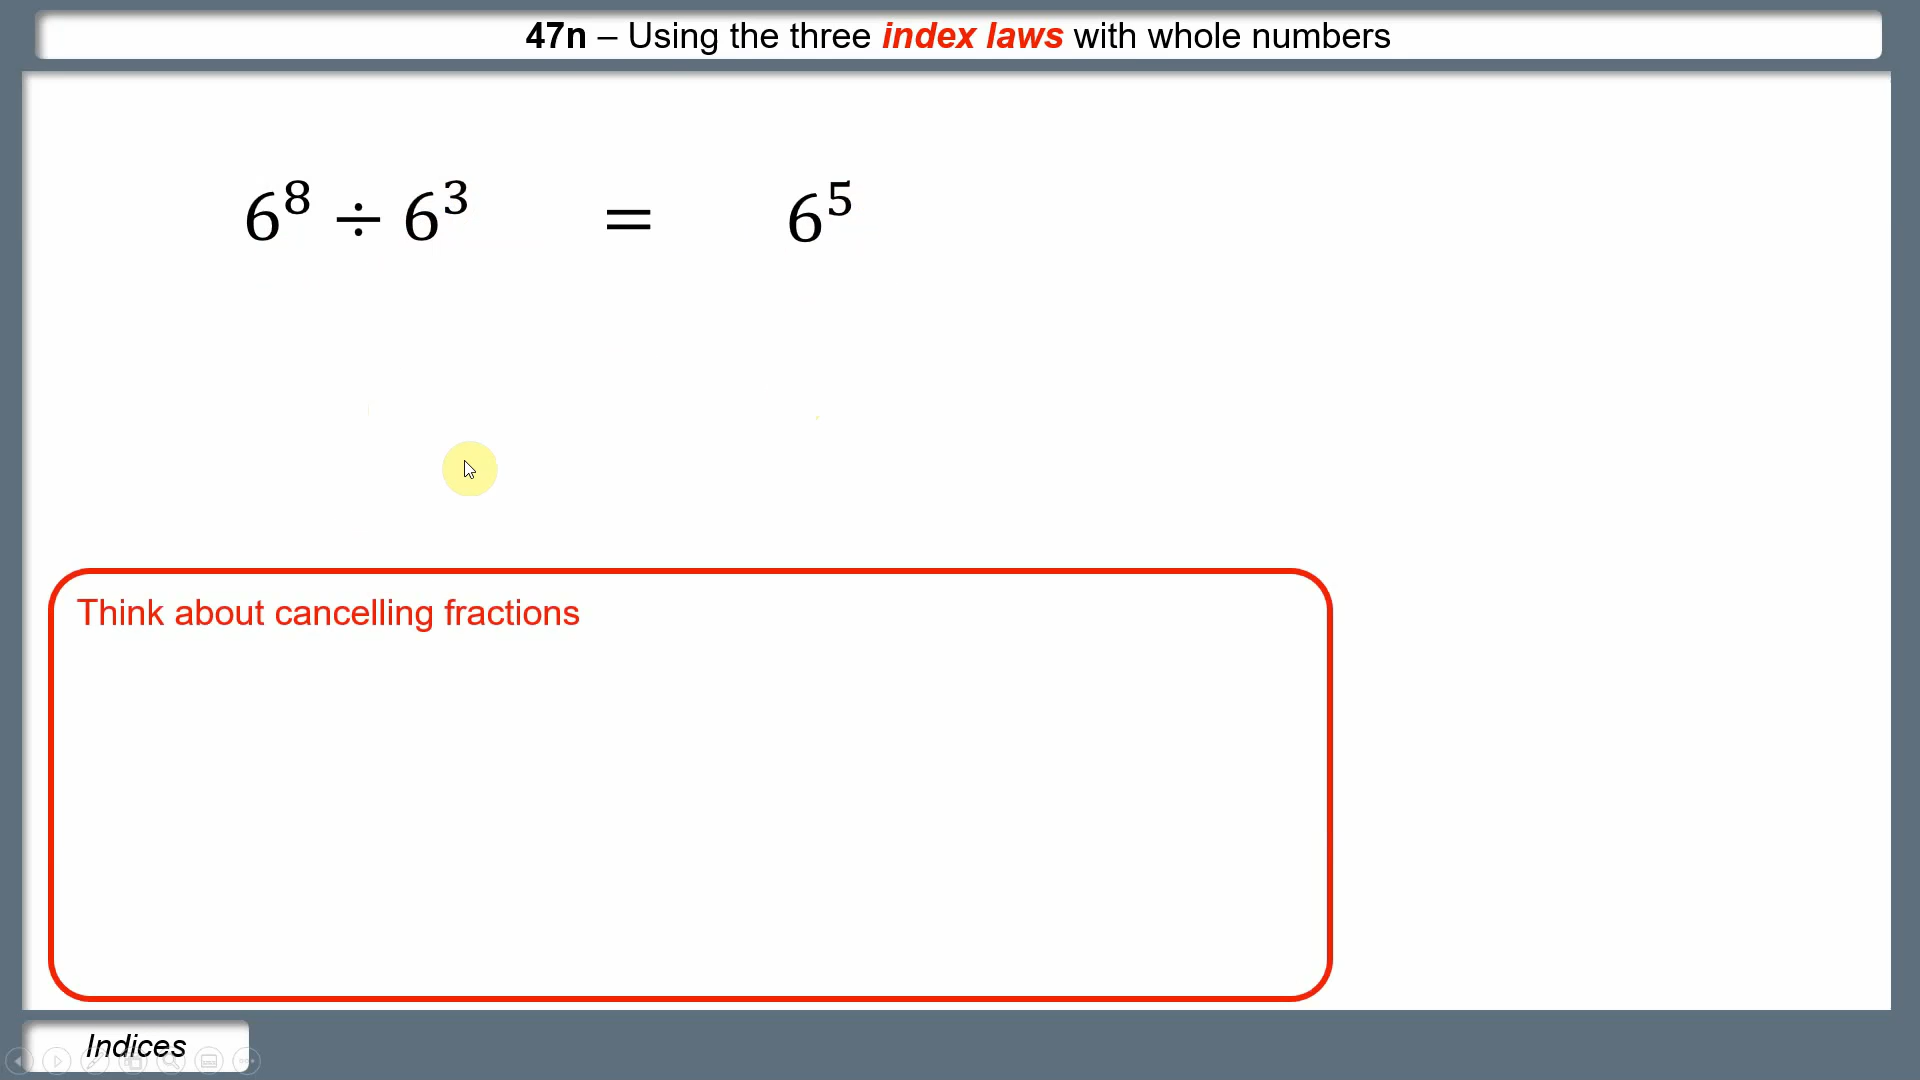 47n – Using the three index laws with whole numbers
6⁸ ÷ 6³ = 6⁵
Think about cancelling fractions
Indices